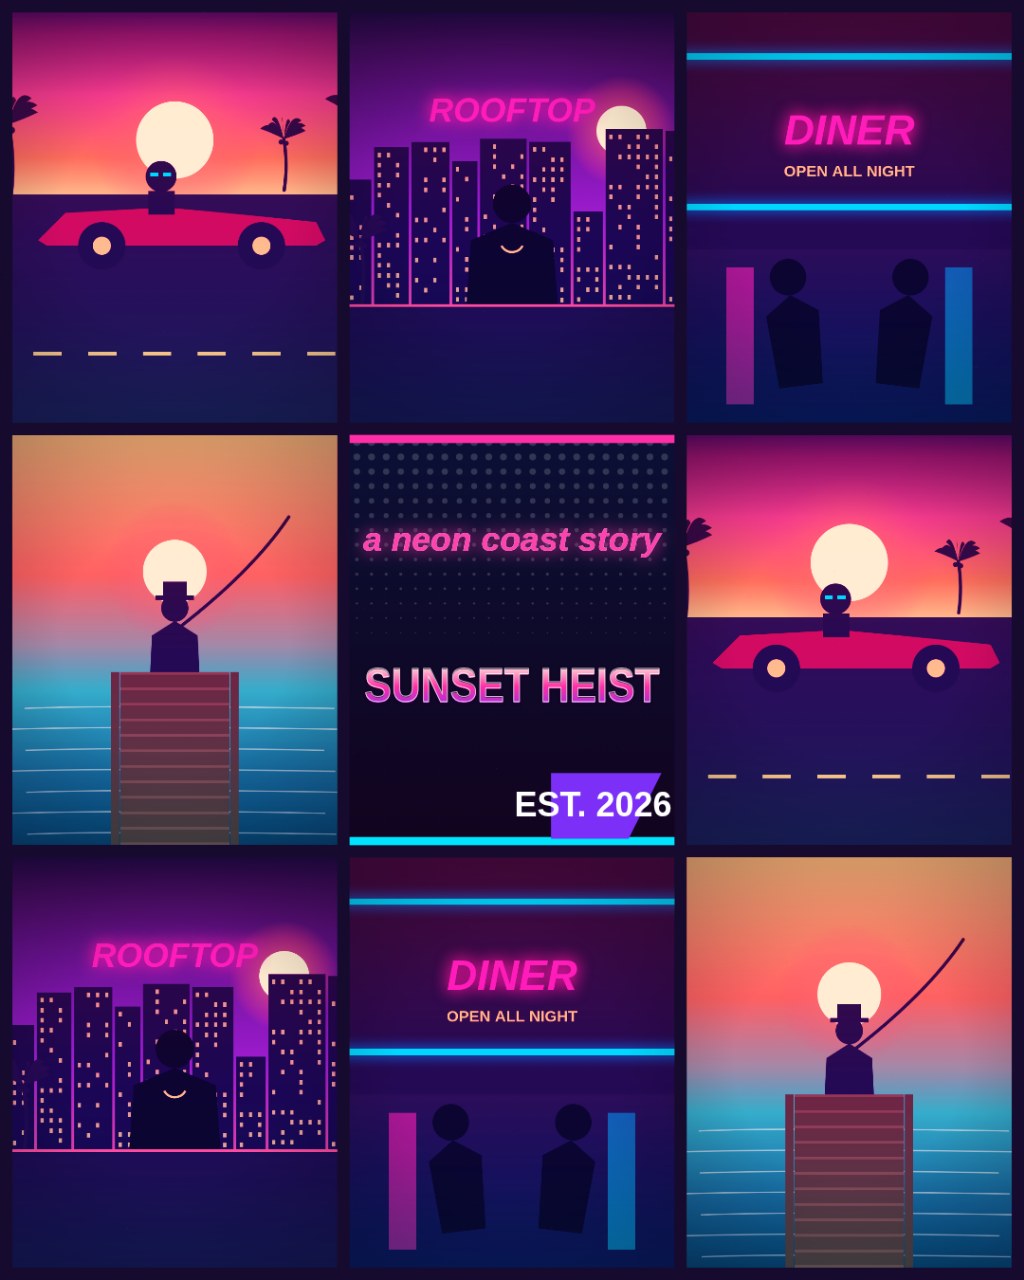 ROOFTOP
DINER
OPEN ALL NIGHT
a neon coast story
SUNSET HEIST
EST. 2026
ROOFTOP
DINER
OPEN ALL NIGHT